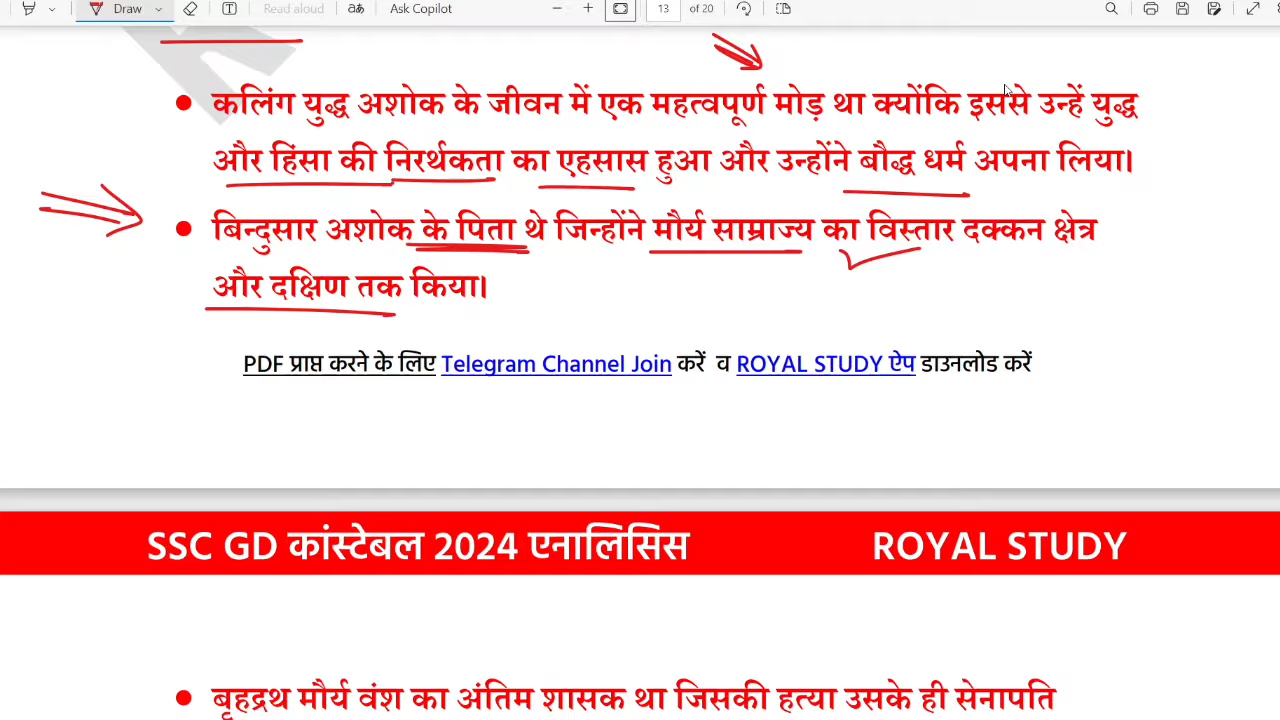 Draw
Read aloud
aあ
Ask Copilot
13
of 20
कलिंग युद्ध अशोक के जीवन में एक महत्वपूर्ण मोड़ था क्योंकि इससे उन्हें युद्ध
और हिंसा की निरर्थकता का एहसास हुआ और उन्होंने बौद्ध धर्म अपना लिया।
बिन्दुसार अशोक के पिता थे जिन्होंने मौर्य साम्राज्य का विस्तार दक्कन क्षेत्र
और दक्षिण तक किया।
PDF प्राप्त करने के लिए Telegram Channel Join करें व ROYAL STUDY ऐप डाउनलोड करें
SSC GD कांस्टेबल 2024 एनालिसिस
ROYAL STUDY
बृहद्रथ मौर्य वंश का अंतिम शासक था जिसकी हत्या उसके ही सेनापति